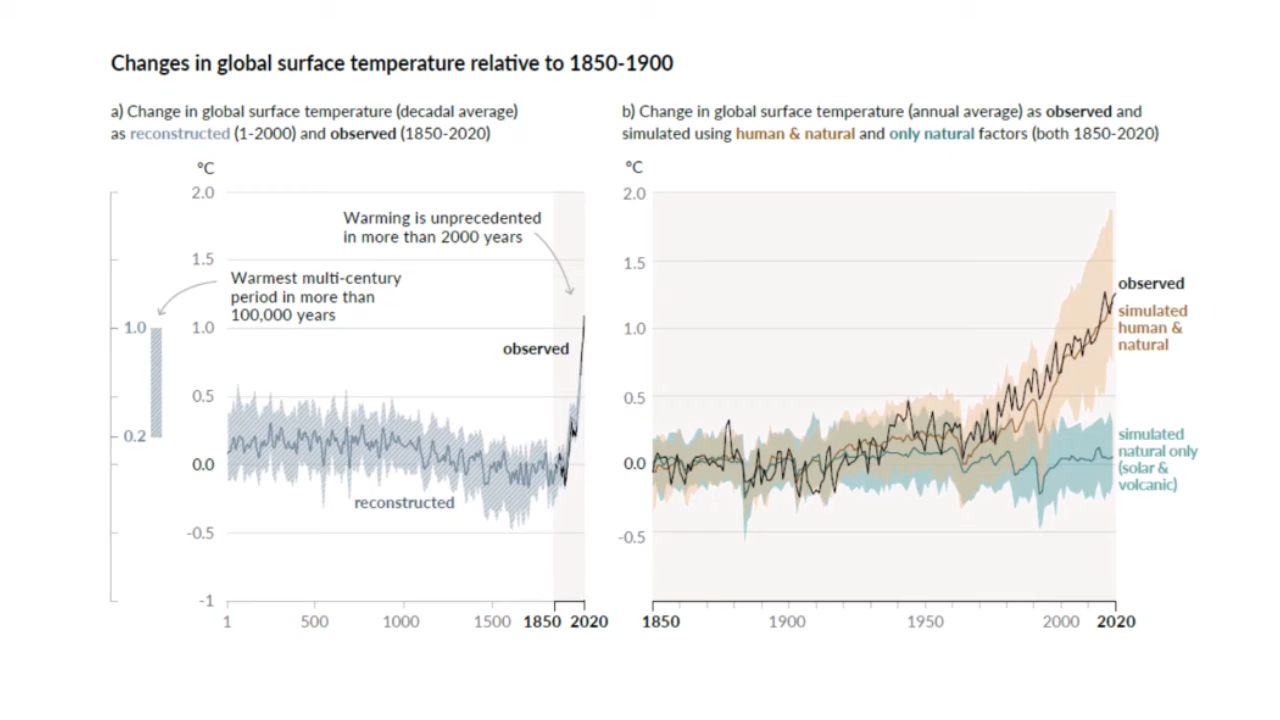 Changes in global surface temperature relative to 1850-1900
a) Change in global surface temperature (decadal average)
as reconstructed (1-2000) and observed (1850-2020)
°C
2.0
1.5
1.0
0.5
0.0
-0.5
-1
1.0
0.2
Warming is unprecedented
in more than 2000 years
Warmest multi-century
period in more than
100,000 years
observed
reconstructed
1 500 1000 1500 1850 2020
b) Change in global surface temperature (annual average) as observed and
simulated using human & natural and only natural factors (both 1850-2020)
°C
2.0
1.5
1.0
0.5
0.0
-0.5
observed
simulated
human &
natural
simulated
natural only
(solar &
volcanic)
1850 1900 1950 2000 2020